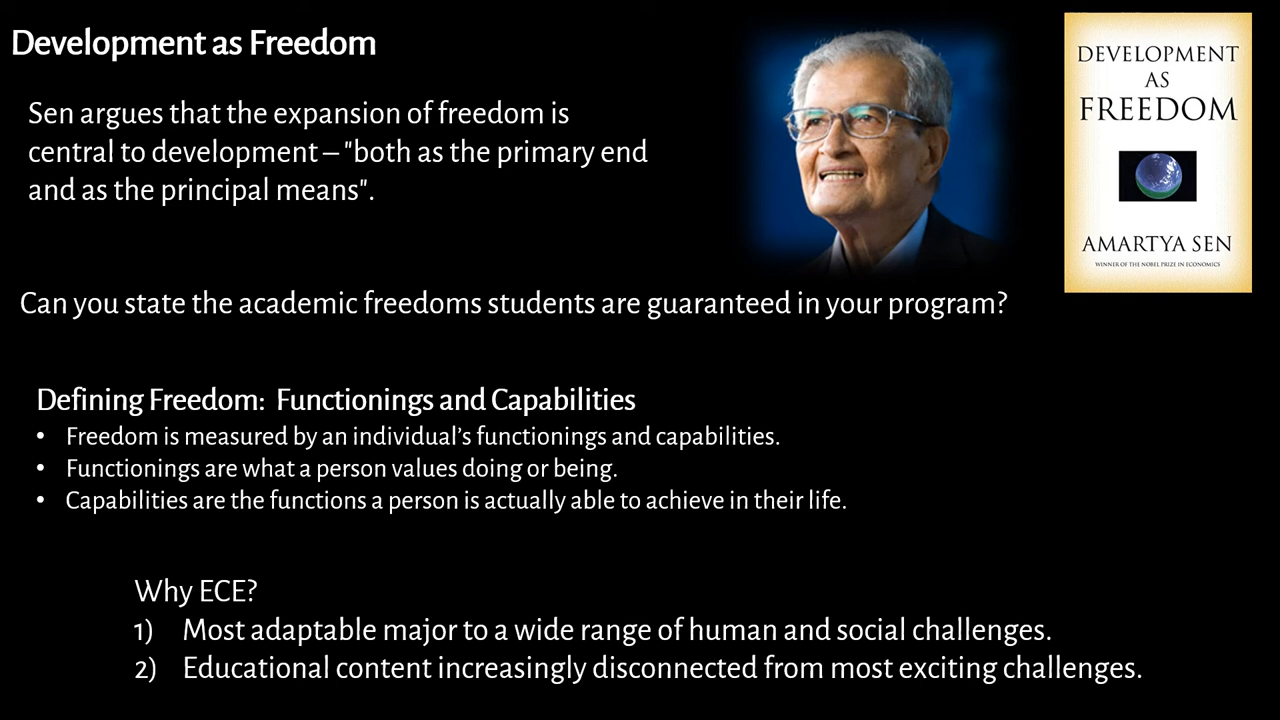 Development as Freedom
Sen argues that the expansion of freedom is
central to development – "both as the primary end
and as the principal means".
DEVELOPMENT
AS
FREEDOM
AMARTYA SEN
WINNER OF THE NOBEL PRIZE IN ECONOMICS
Can you state the academic freedoms students are guaranteed in your program?
Defining Freedom: Functionings and Capabilities
• Freedom is measured by an individual’s functionings and capabilities.
• Functionings are what a person values doing or being.
• Capabilities are the functions a person is actually able to achieve in their life.
Why ECE?
1) Most adaptable major to a wide range of human and social challenges.
2) Educational content increasingly disconnected from most exciting challenges.